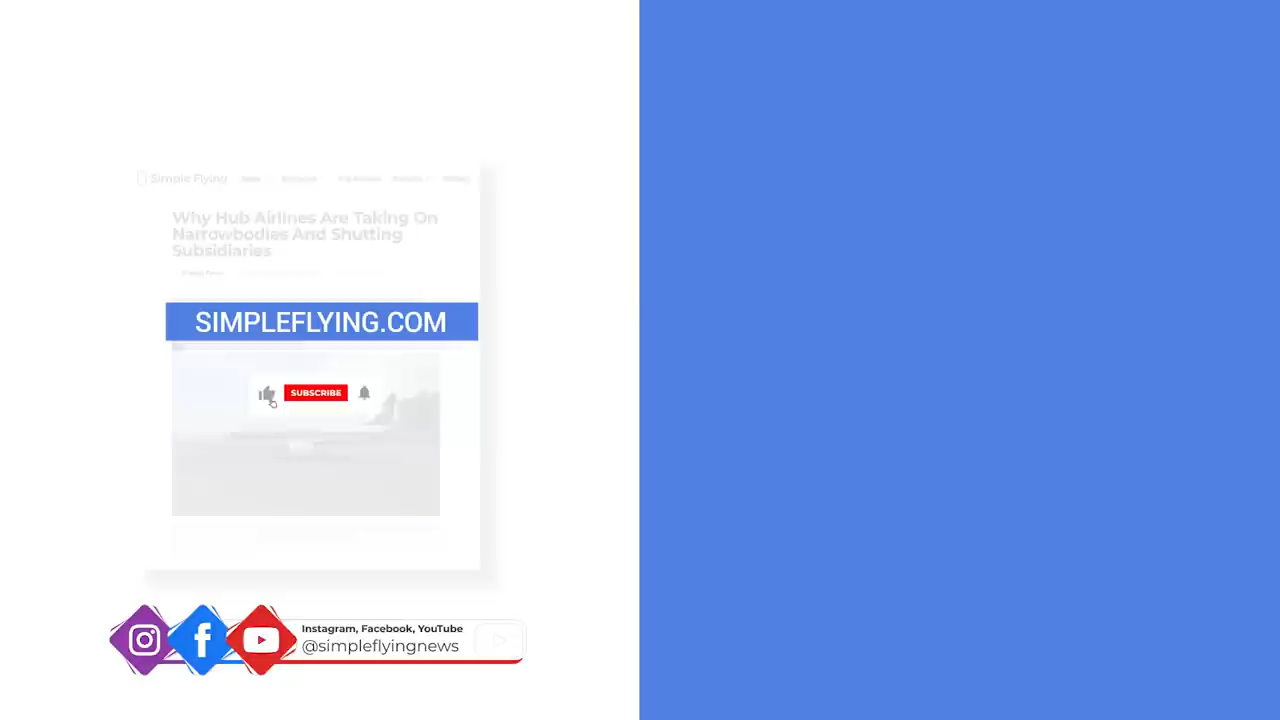 Simple Flying
Why Hub Airlines Are Taking On
Narrowbodies And Shutting
Subsidiaries
SIMPLEFLYING.COM
SUBSCRIBE
Instagram, Facebook, YouTube
@simpleflyingnews